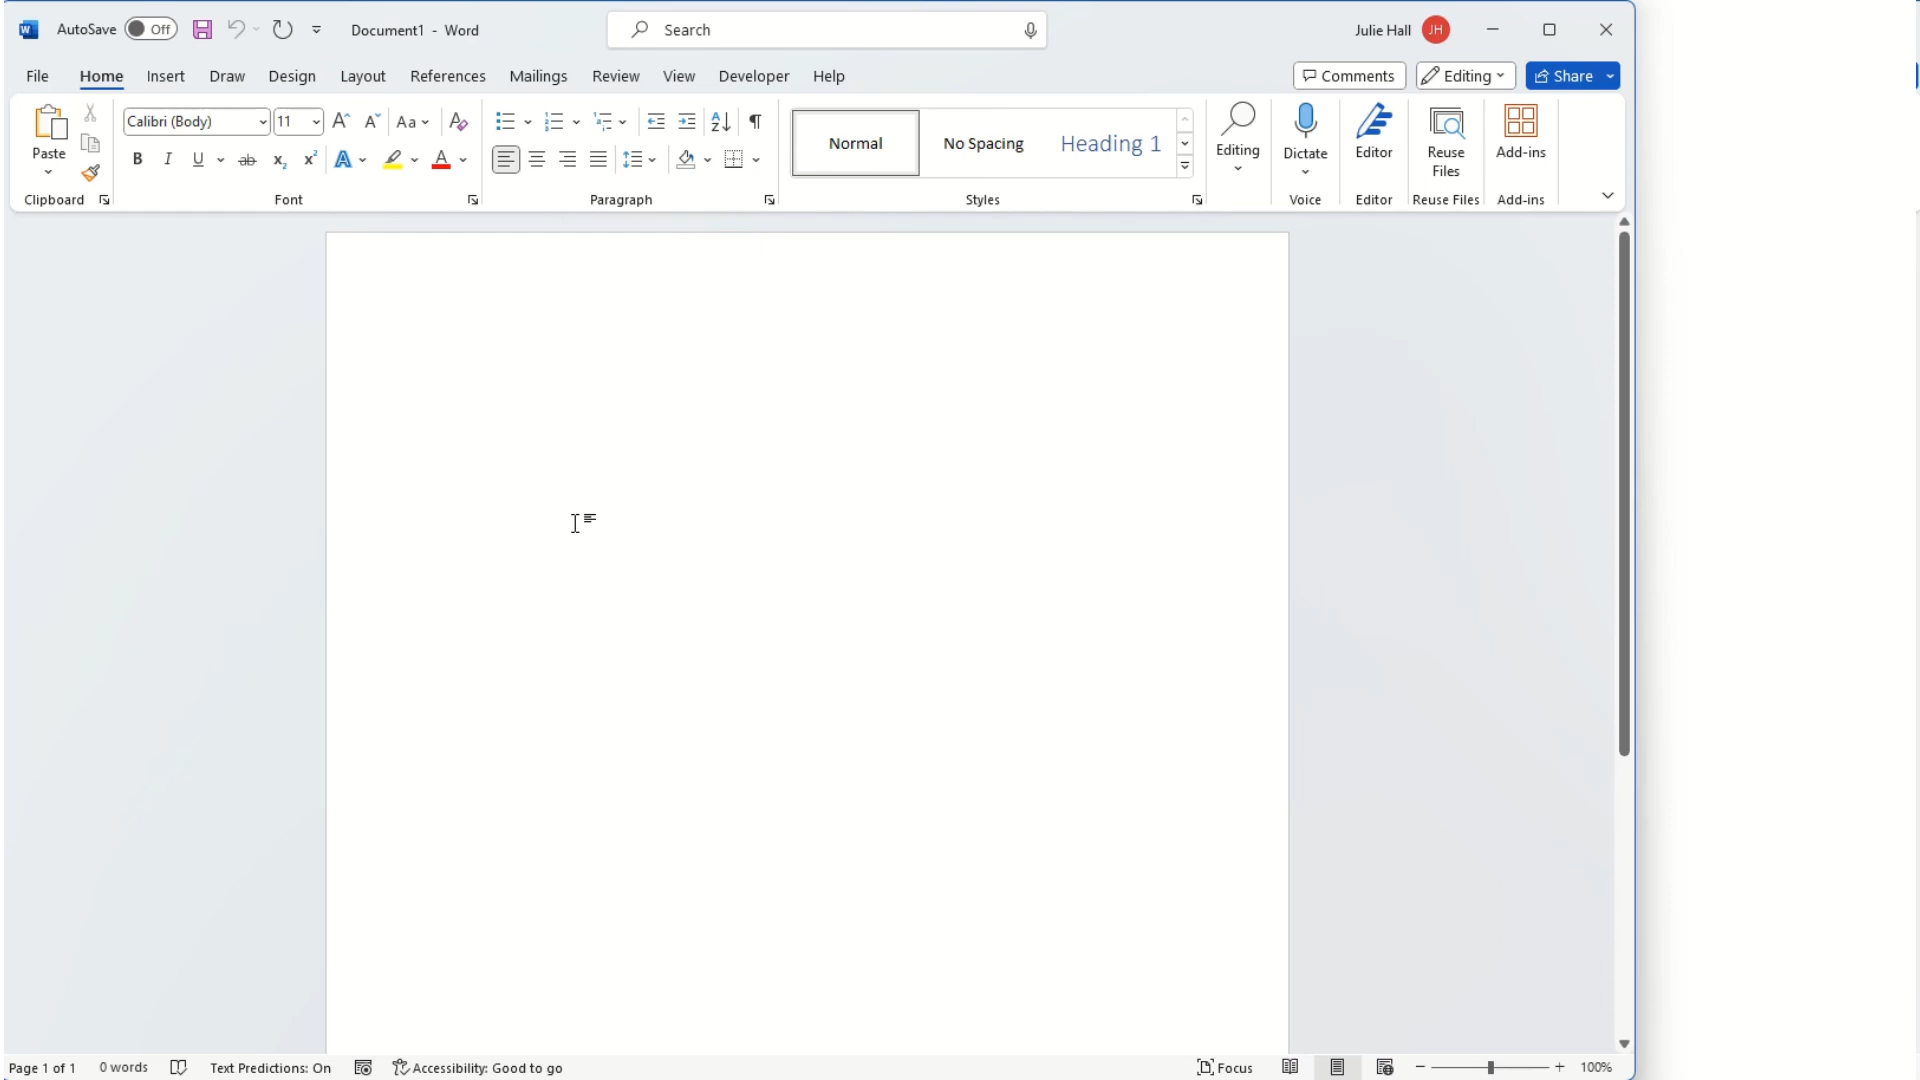 AutoSave Off Document1 - Word Search Julie Hall JH
File Home Insert Draw Design Layout References Mailings Review View Developer Help Comments Editing Share
Paste Calibri (Body) 11 Aa Normal No Spacing Heading 1 Editing Dictate Editor Reuse Files Add-ins
Clipboard Font Paragraph Styles Voice Editor Reuse Files Add-ins
Page 1 of 1 0 words Text Predictions: On Accessibility: Good to go Focus 100%